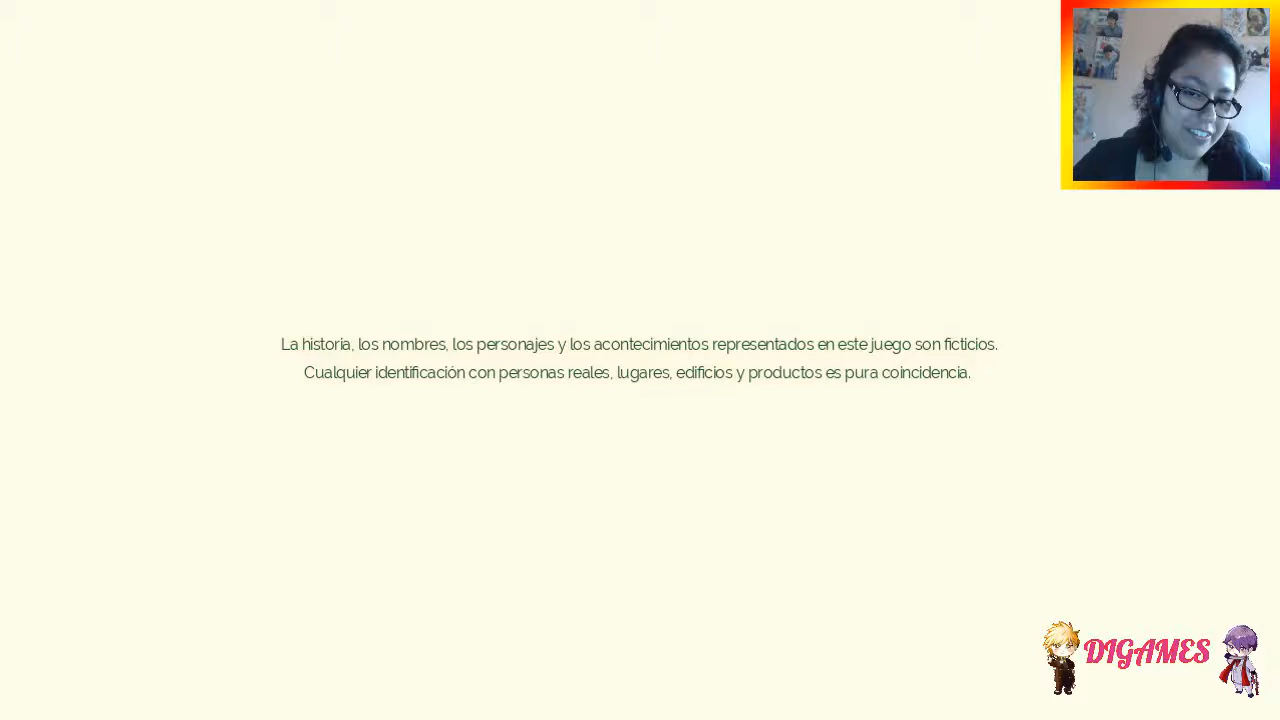 La historia, los nombres, los personajes y los acontecimientos representados en este juego son ficticios.
Cualquier identificación con personas reales, lugares, edificios y productos es pura coincidencia.
DIGAMES